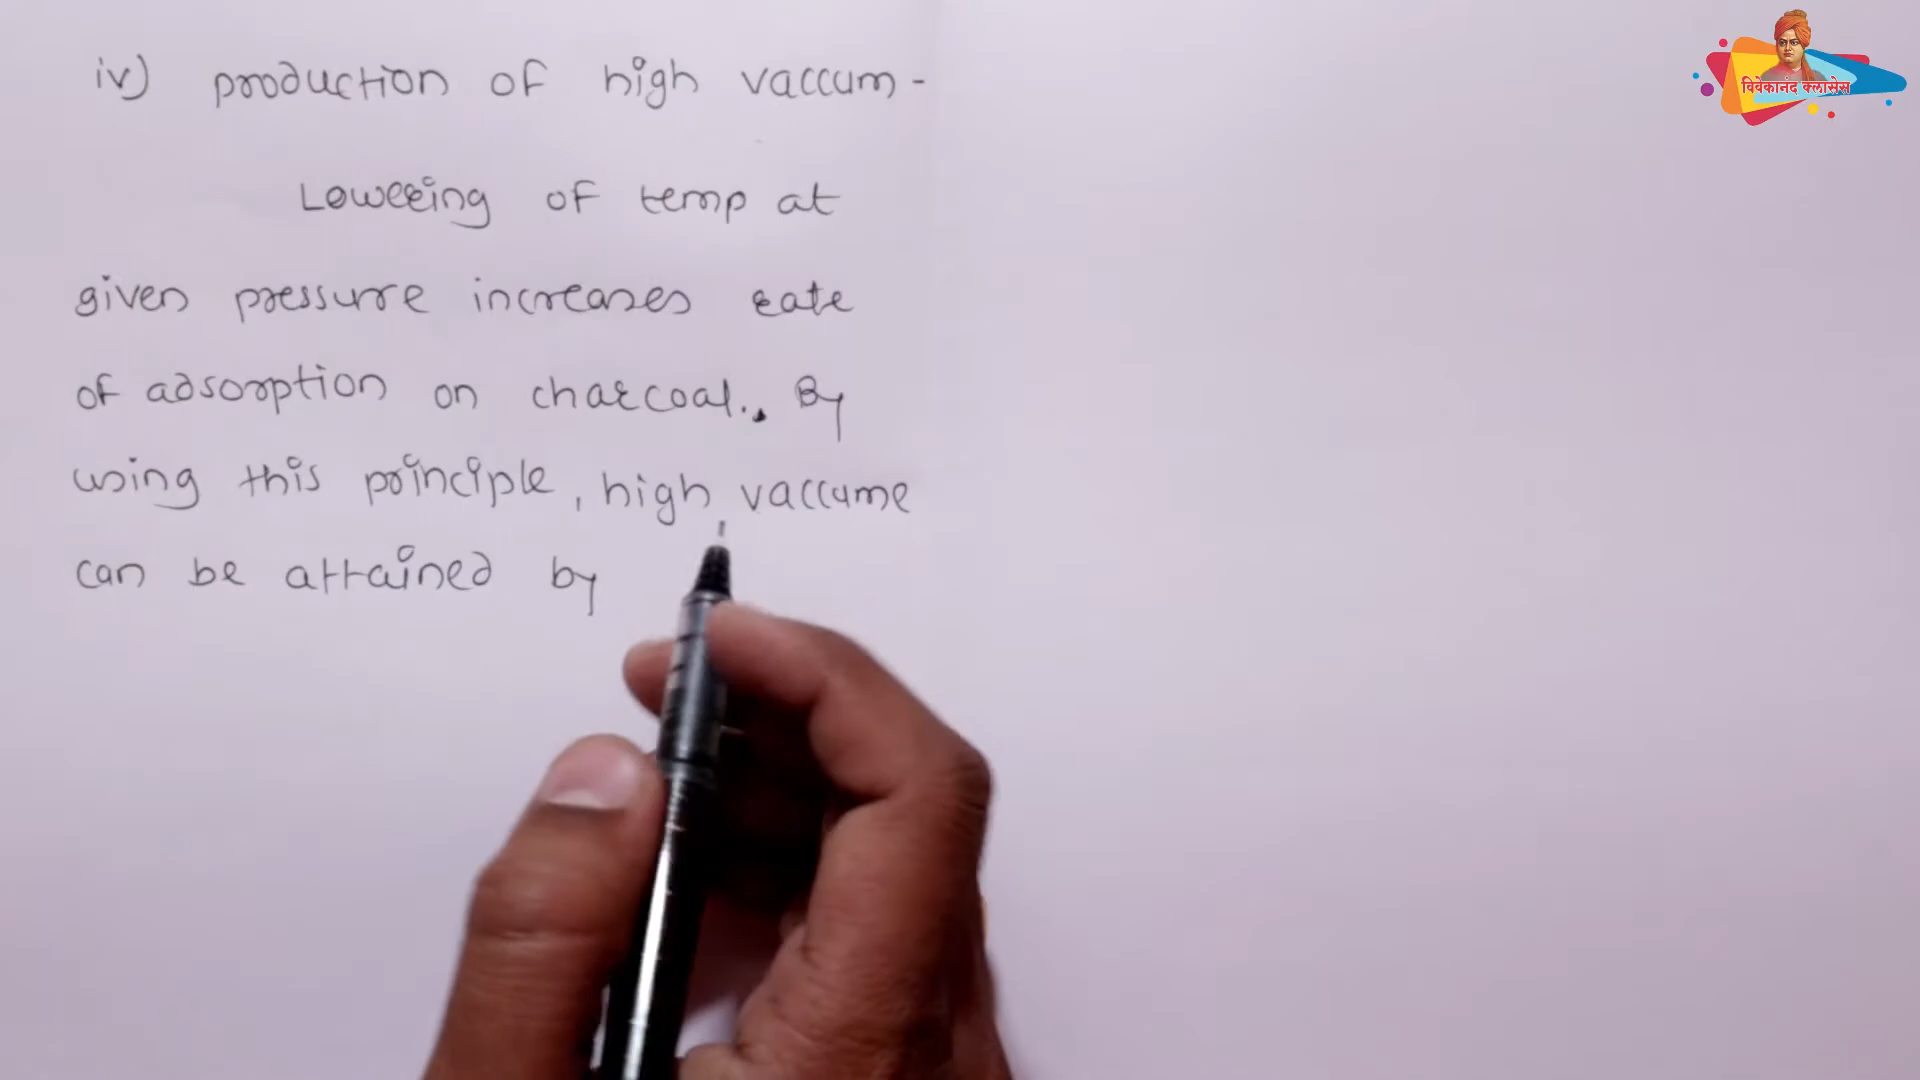 iv) production of high vaccum -
Lowering of temp at
given pressure increases rate
of adsorption on charcoal. By
using this principle, high vaccume
can be attained by
विवेकानंद क्लासेस